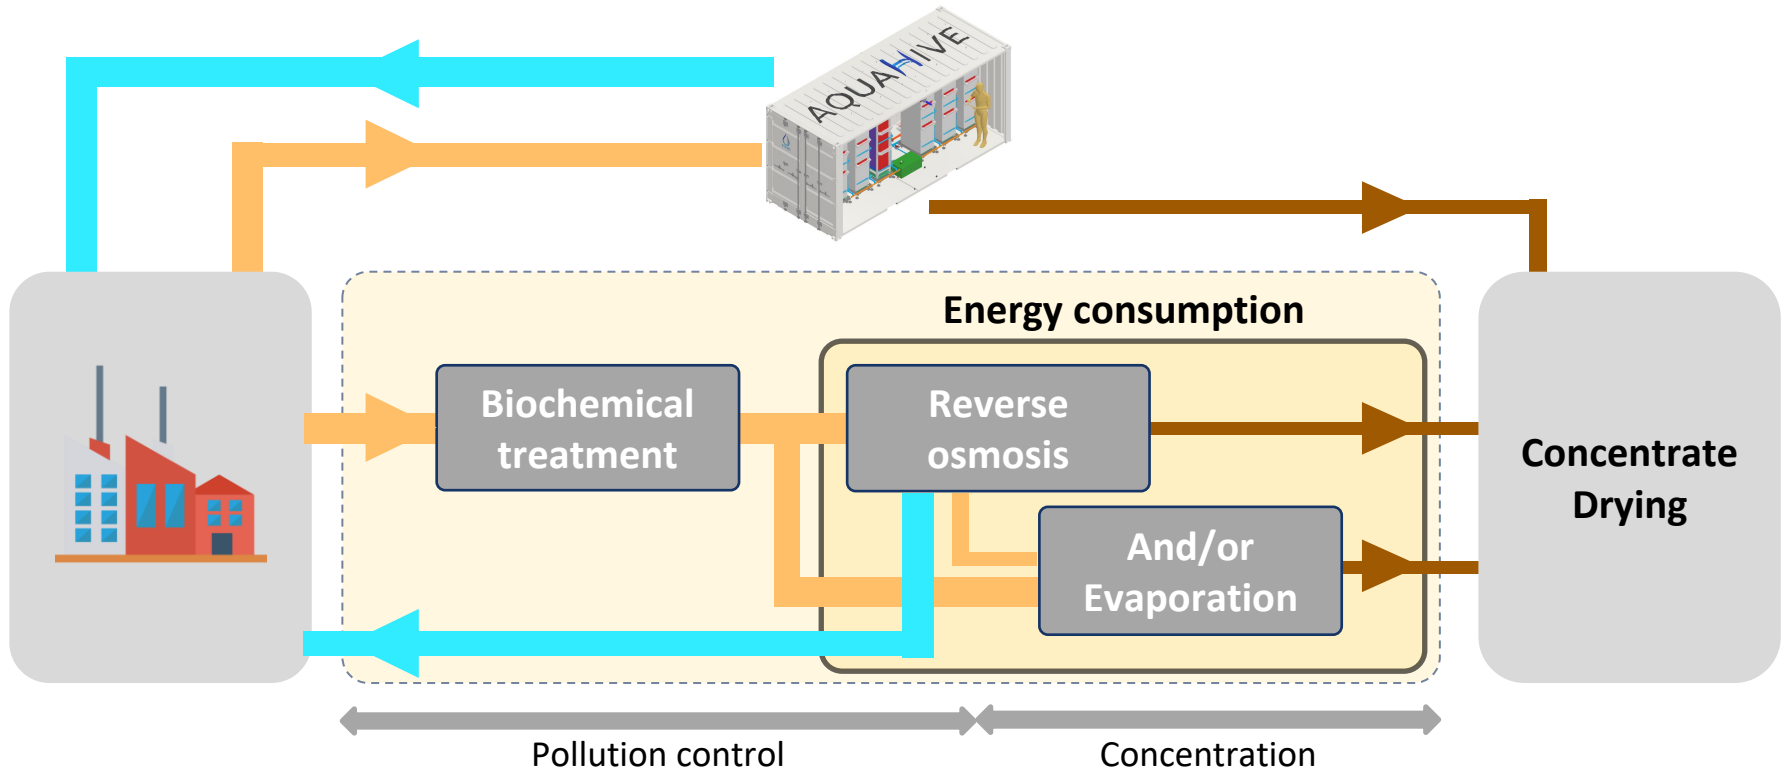 AQUAHIVE
Energy consumption
Biochemical
treatment
Reverse
osmosis
And/or
Evaporation
Concentrate
Drying
Pollution control
Concentration